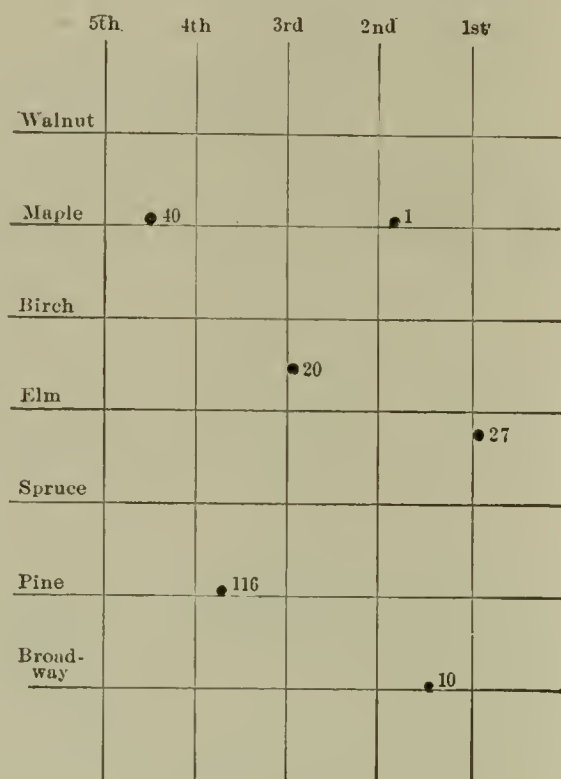 5th. 4th 3rd 2nd 1st
Walnut
Maple 40 1
Birch
20
Elm
27
Spruce
Pine 116
Broad-
way 10